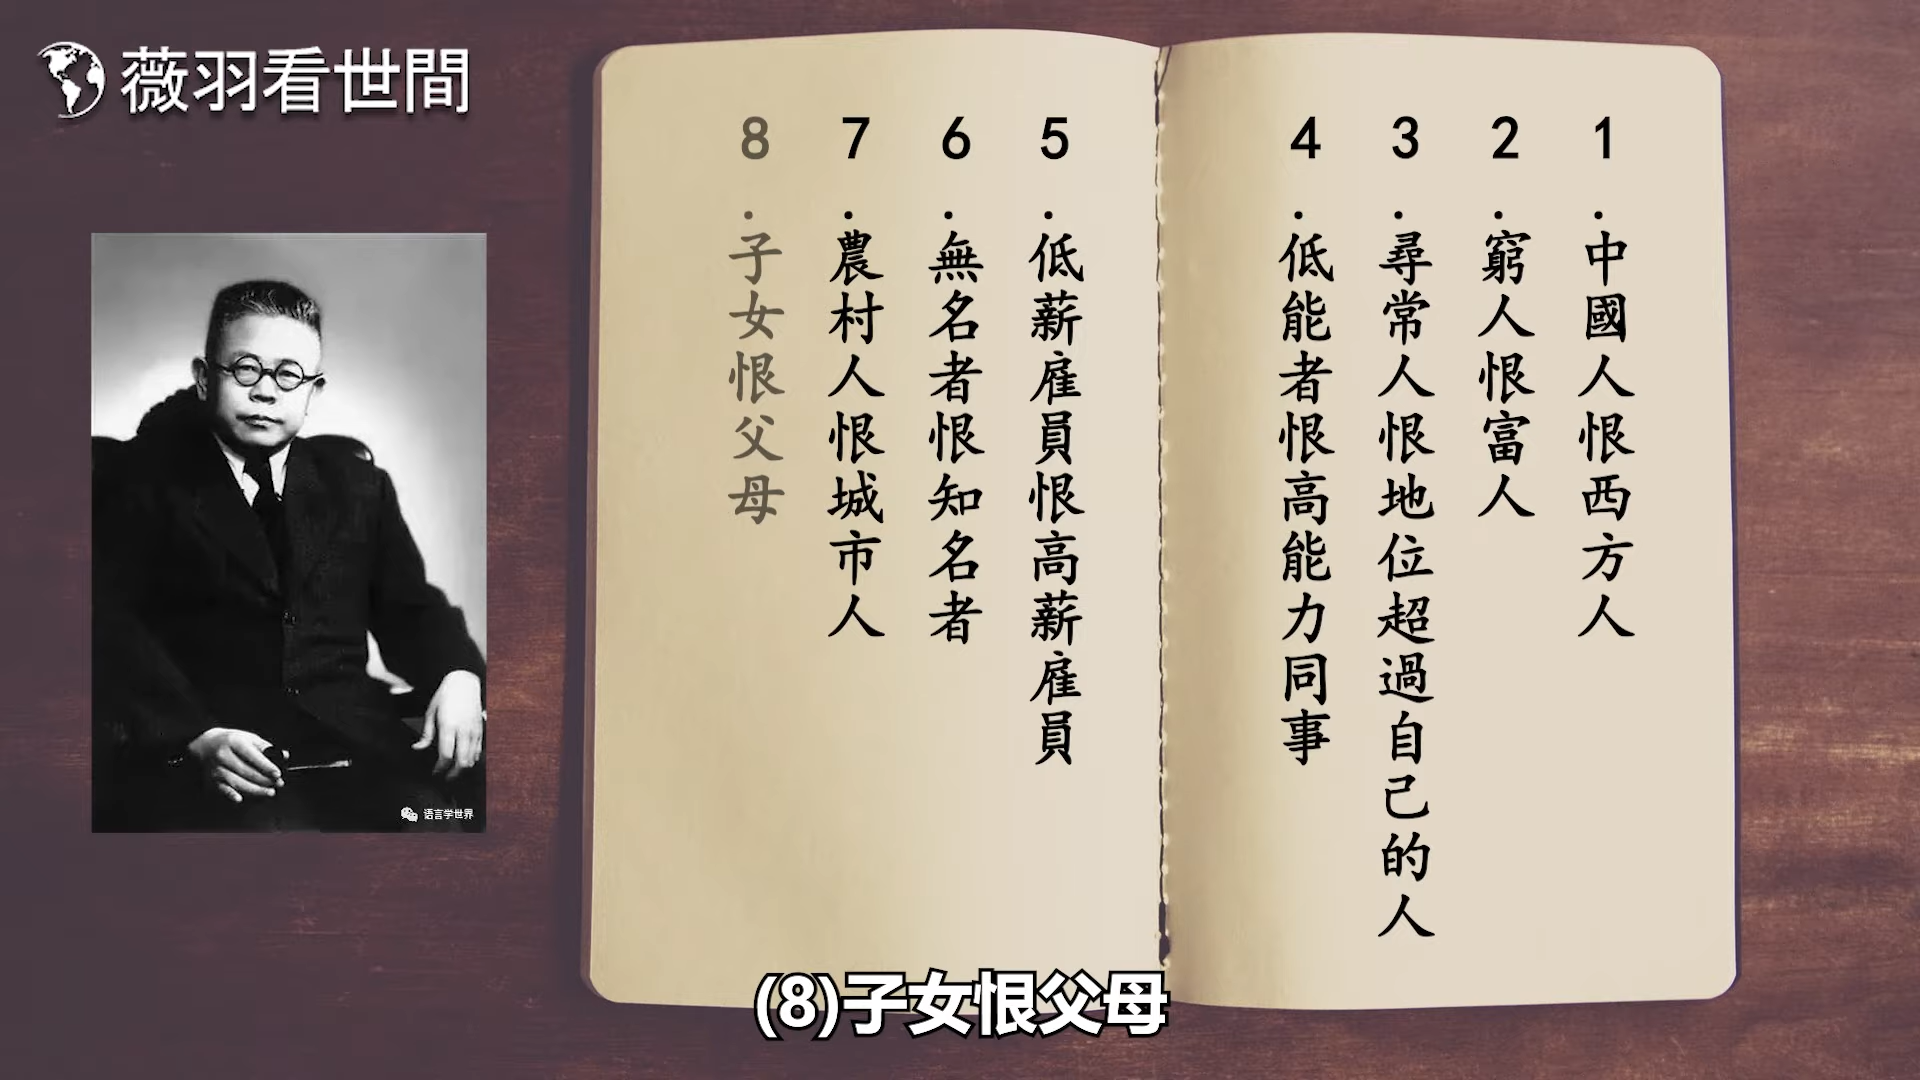 薇羽看世間
1．中國人恨西方人
2．窮人恨富人
3．尋常人恨地位超過自己的人
4．低能者恨高能力同事
5．低薪雇員恨高薪雇員
6．無名者恨知名者
7．農村人恨城市人
8．子女恨父母
语言学世界
(8)子女恨父母